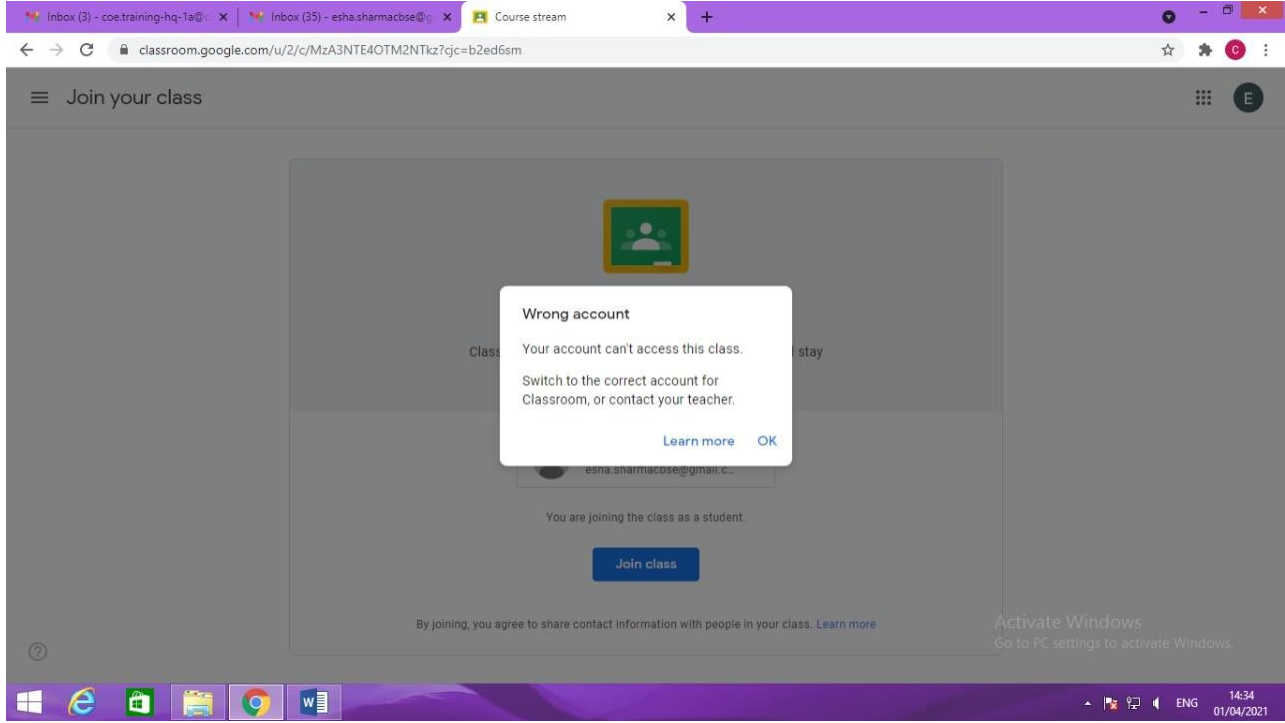 Inbox (3) - coe.training-hq-1a@c
Inbox (35) - esha.sharmacbse@g
Course stream
classroom.google.com/u/2/c/MzA3NTE4OTM2NTkz?cjc=b2ed6sm
C
Join your class
E
Class
stay
Wrong account
Your account can't access this class.
Switch to the correct account for
Classroom, or contact your teacher.
Learn more OK
esha.sharmacbse@gmail.c...
You are joining the class as a student.
Join class
By joining, you agree to share contact information with people in your class. Learn more
Activate Windows
Go to PC settings to activate Windows.
ENG
14:34
01/04/2021